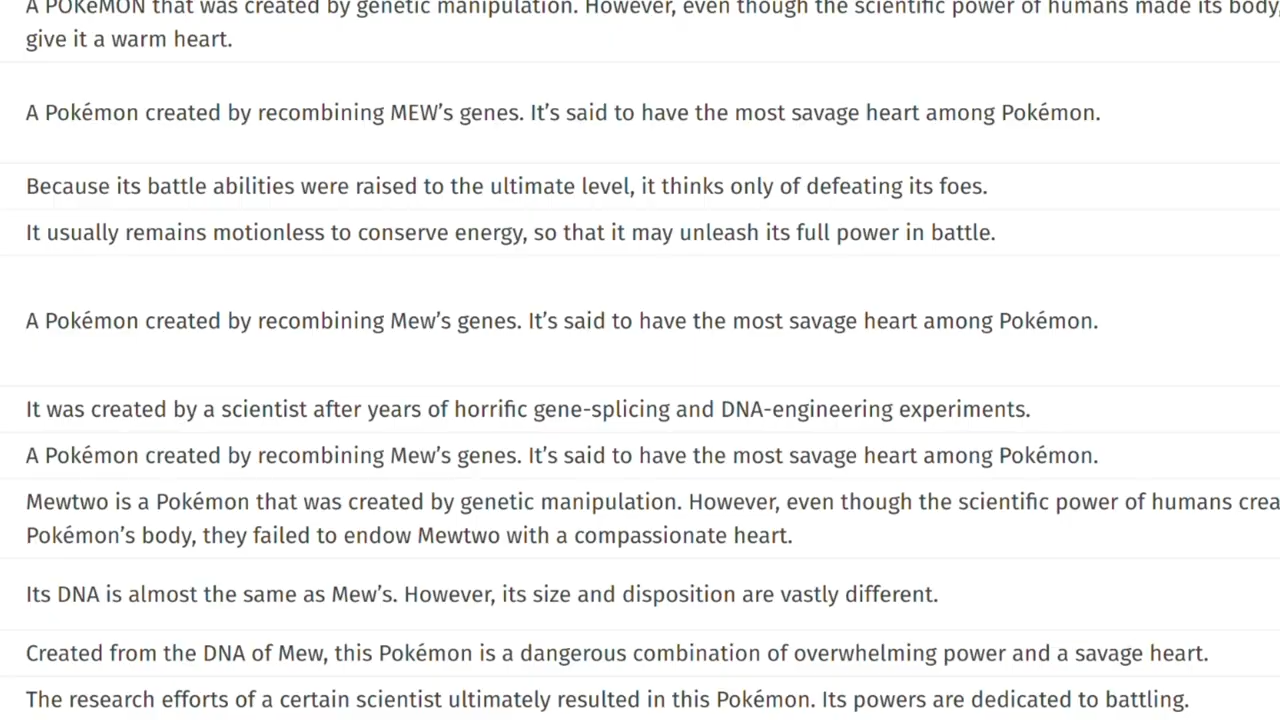 A POKéMON that was created by genetic manipulation. However, even though the scientific power of humans made its body,
give it a warm heart.
A Pokémon created by recombining MEW’s genes. It’s said to have the most savage heart among Pokémon.
Because its battle abilities were raised to the ultimate level, it thinks only of defeating its foes.
It usually remains motionless to conserve energy, so that it may unleash its full power in battle.
A Pokémon created by recombining Mew’s genes. It’s said to have the most savage heart among Pokémon.
It was created by a scientist after years of horrific gene-splicing and DNA-engineering experiments.
A Pokémon created by recombining Mew’s genes. It’s said to have the most savage heart among Pokémon.
Mewtwo is a Pokémon that was created by genetic manipulation. However, even though the scientific power of humans crea
Pokémon’s body, they failed to endow Mewtwo with a compassionate heart.
Its DNA is almost the same as Mew’s. However, its size and disposition are vastly different.
Created from the DNA of Mew, this Pokémon is a dangerous combination of overwhelming power and a savage heart.
The research efforts of a certain scientist ultimately resulted in this Pokémon. Its powers are dedicated to battling.